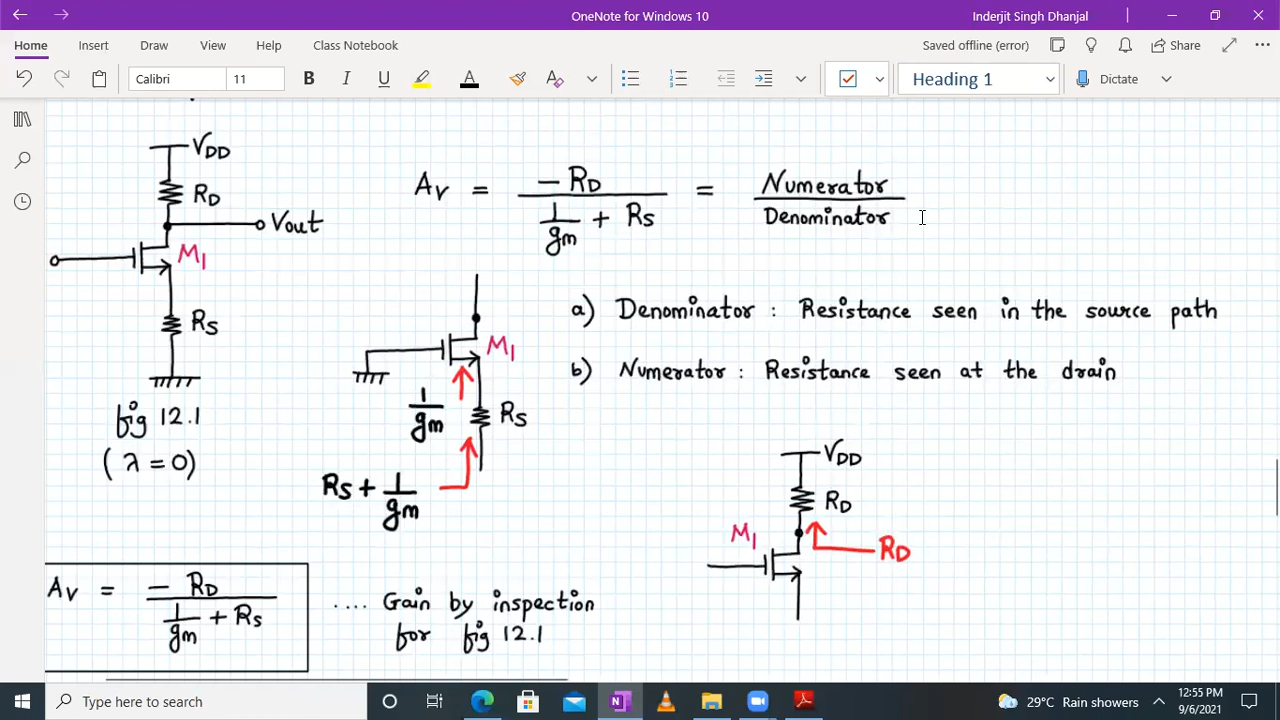 OneNote for Windows 10
Inderjit Singh Dhanjal
Home Insert Draw View Help Class Notebook
Saved offline (error)
Share
Calibri 11 B I U A
Heading 1
Dictate
VDD
RD
Vout
M1
RS
fig 12.1
(λ = 0)
Av = -RD / (1/gm + RS) = Numerator / Denominator
a) Denominator : Resistance seen in the source path
b) Numerator : Resistance seen at the drain
M1
1/gm
RS
RS + 1/gm
VDD
RD
M1
RD
Av = -RD / (1/gm + RS)
.... Gain by inspection
for fig 12.1
Type here to search
29°C Rain showers
12:55 PM
9/6/2021